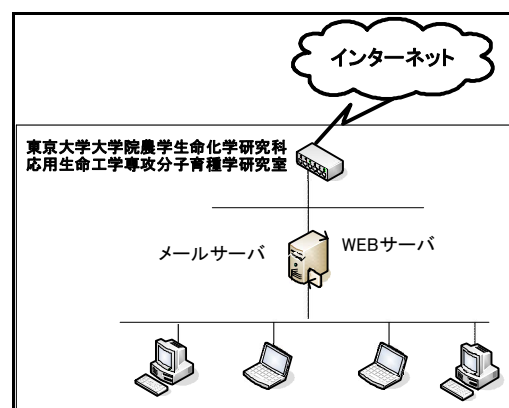 インターネット
東京大学大学院農学生命化学研究科
応用生命工学専攻分子育種学研究室
メールサーバ
WEBサーバ